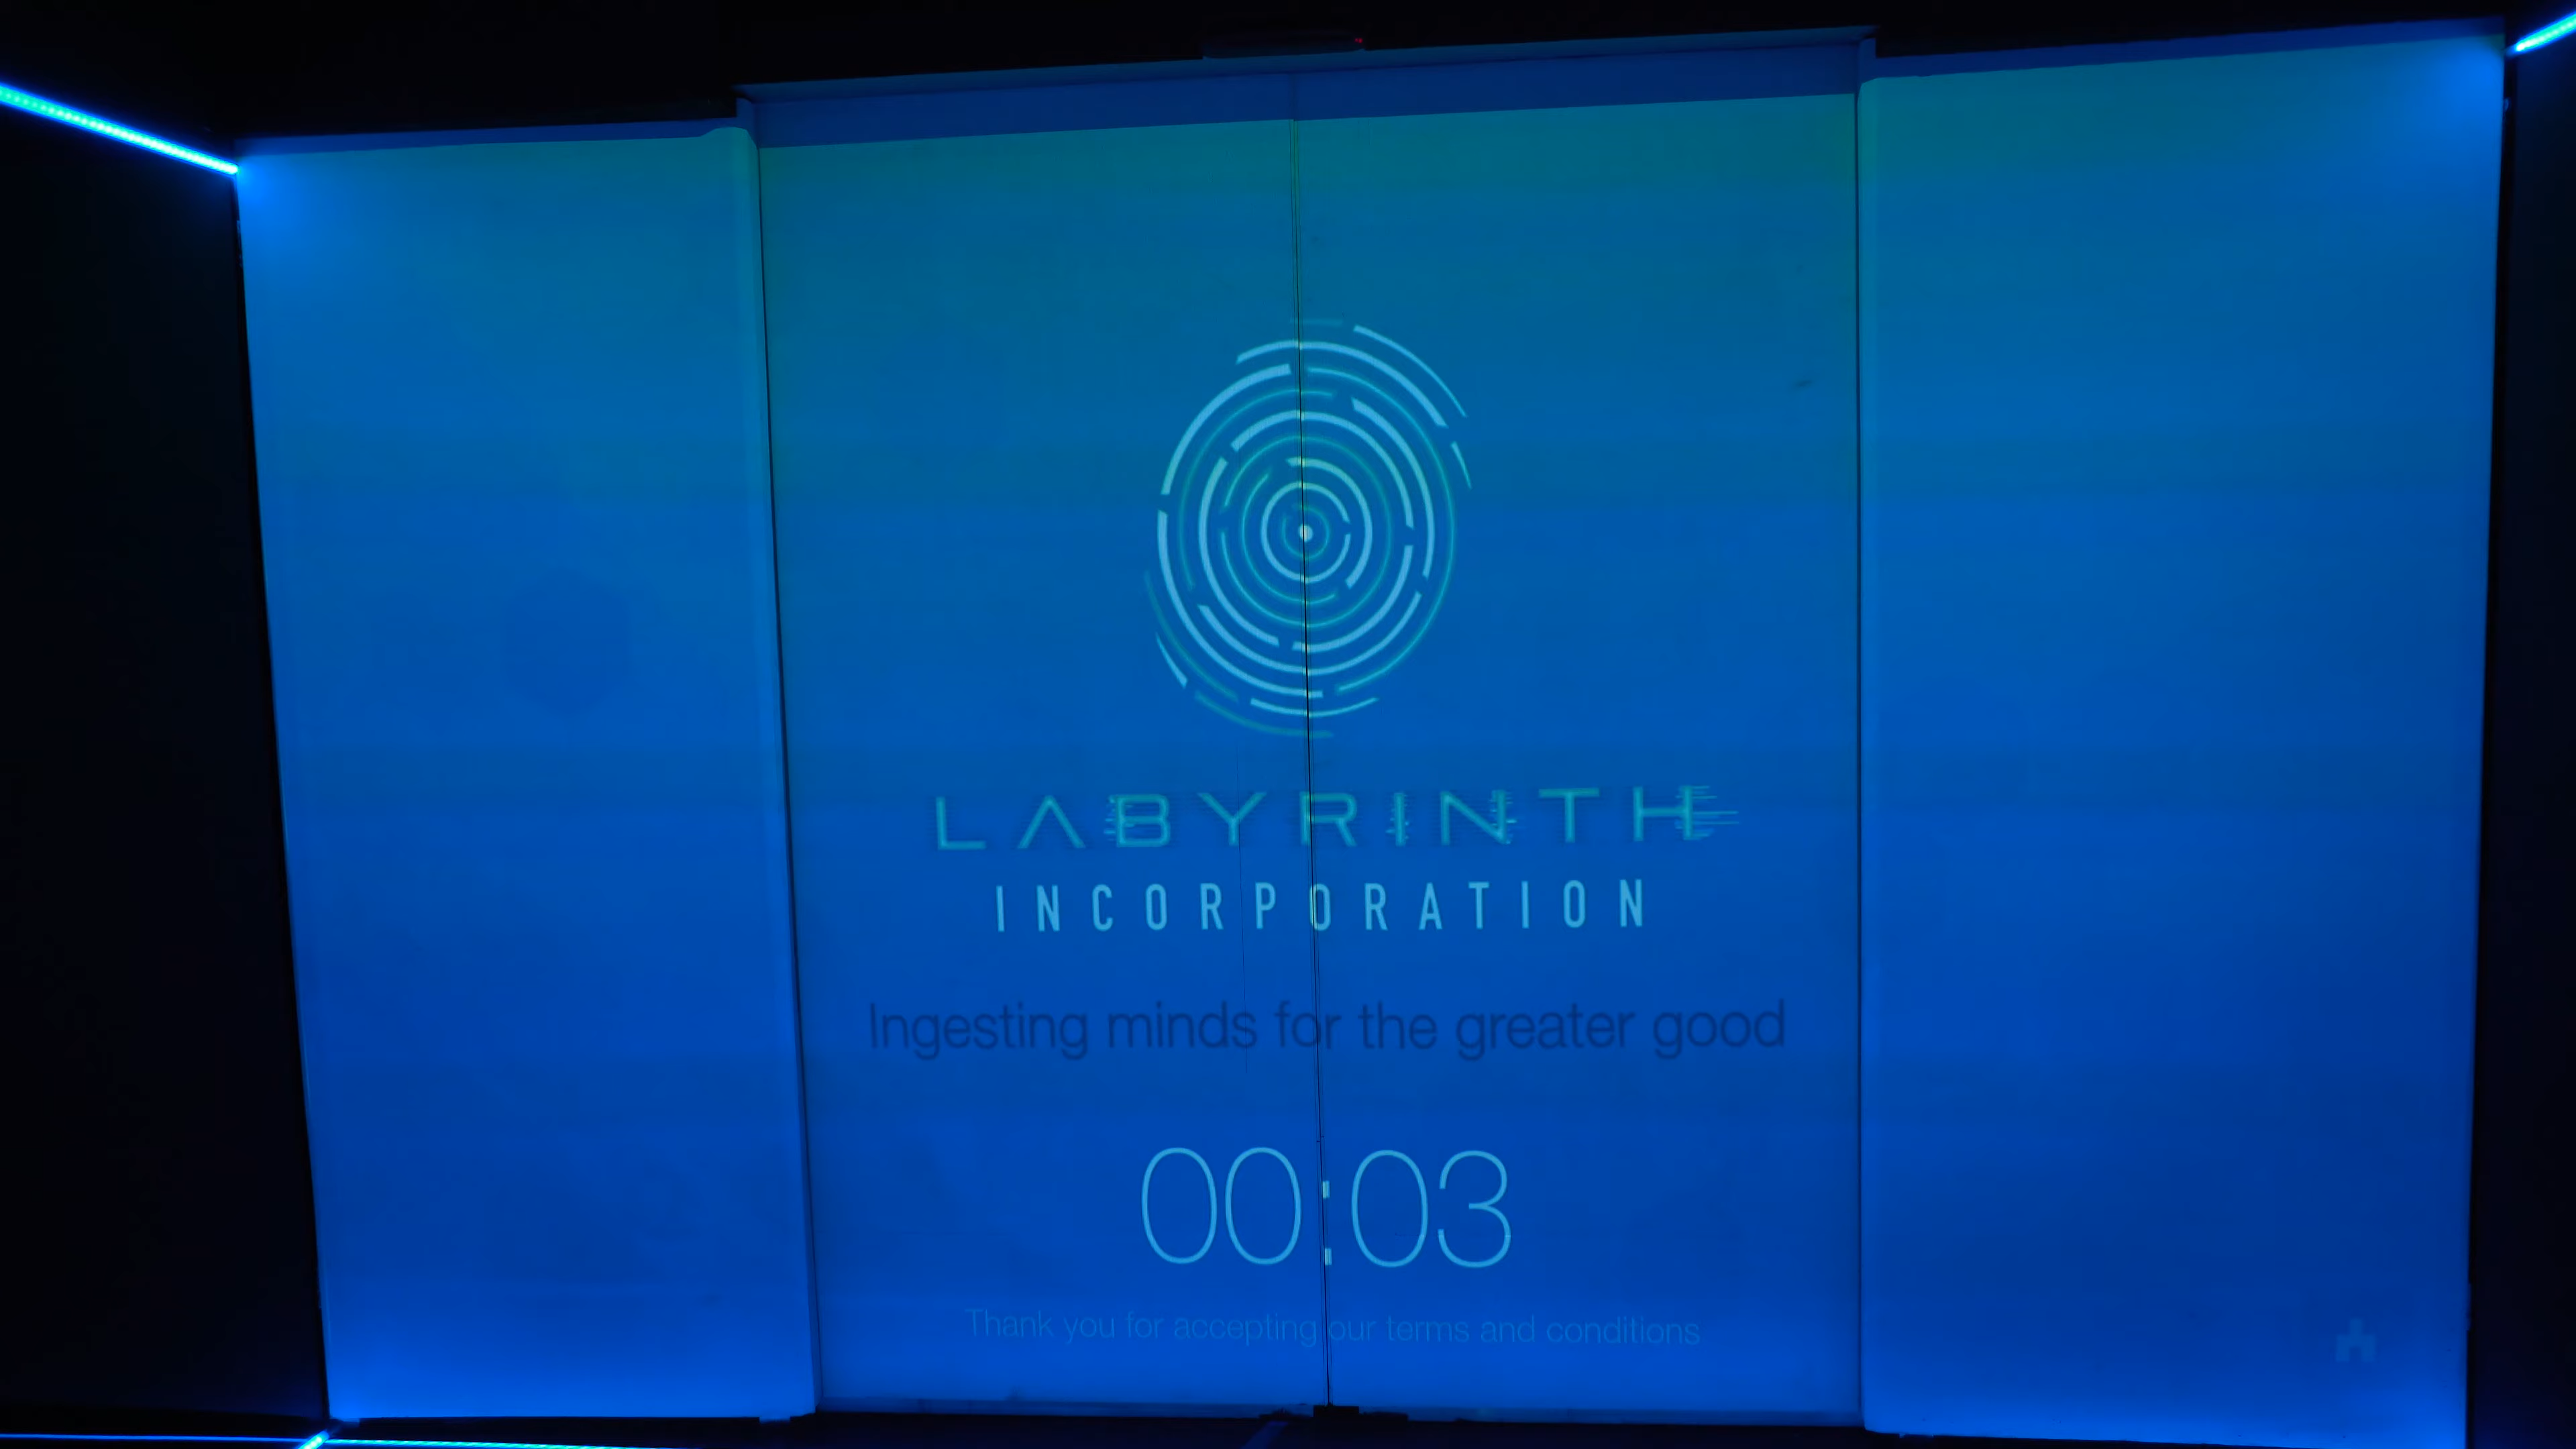 LABYRINTH
INCORPORATION
Ingesting minds for the greater good
00:03
Thank you for accepting our terms and conditions